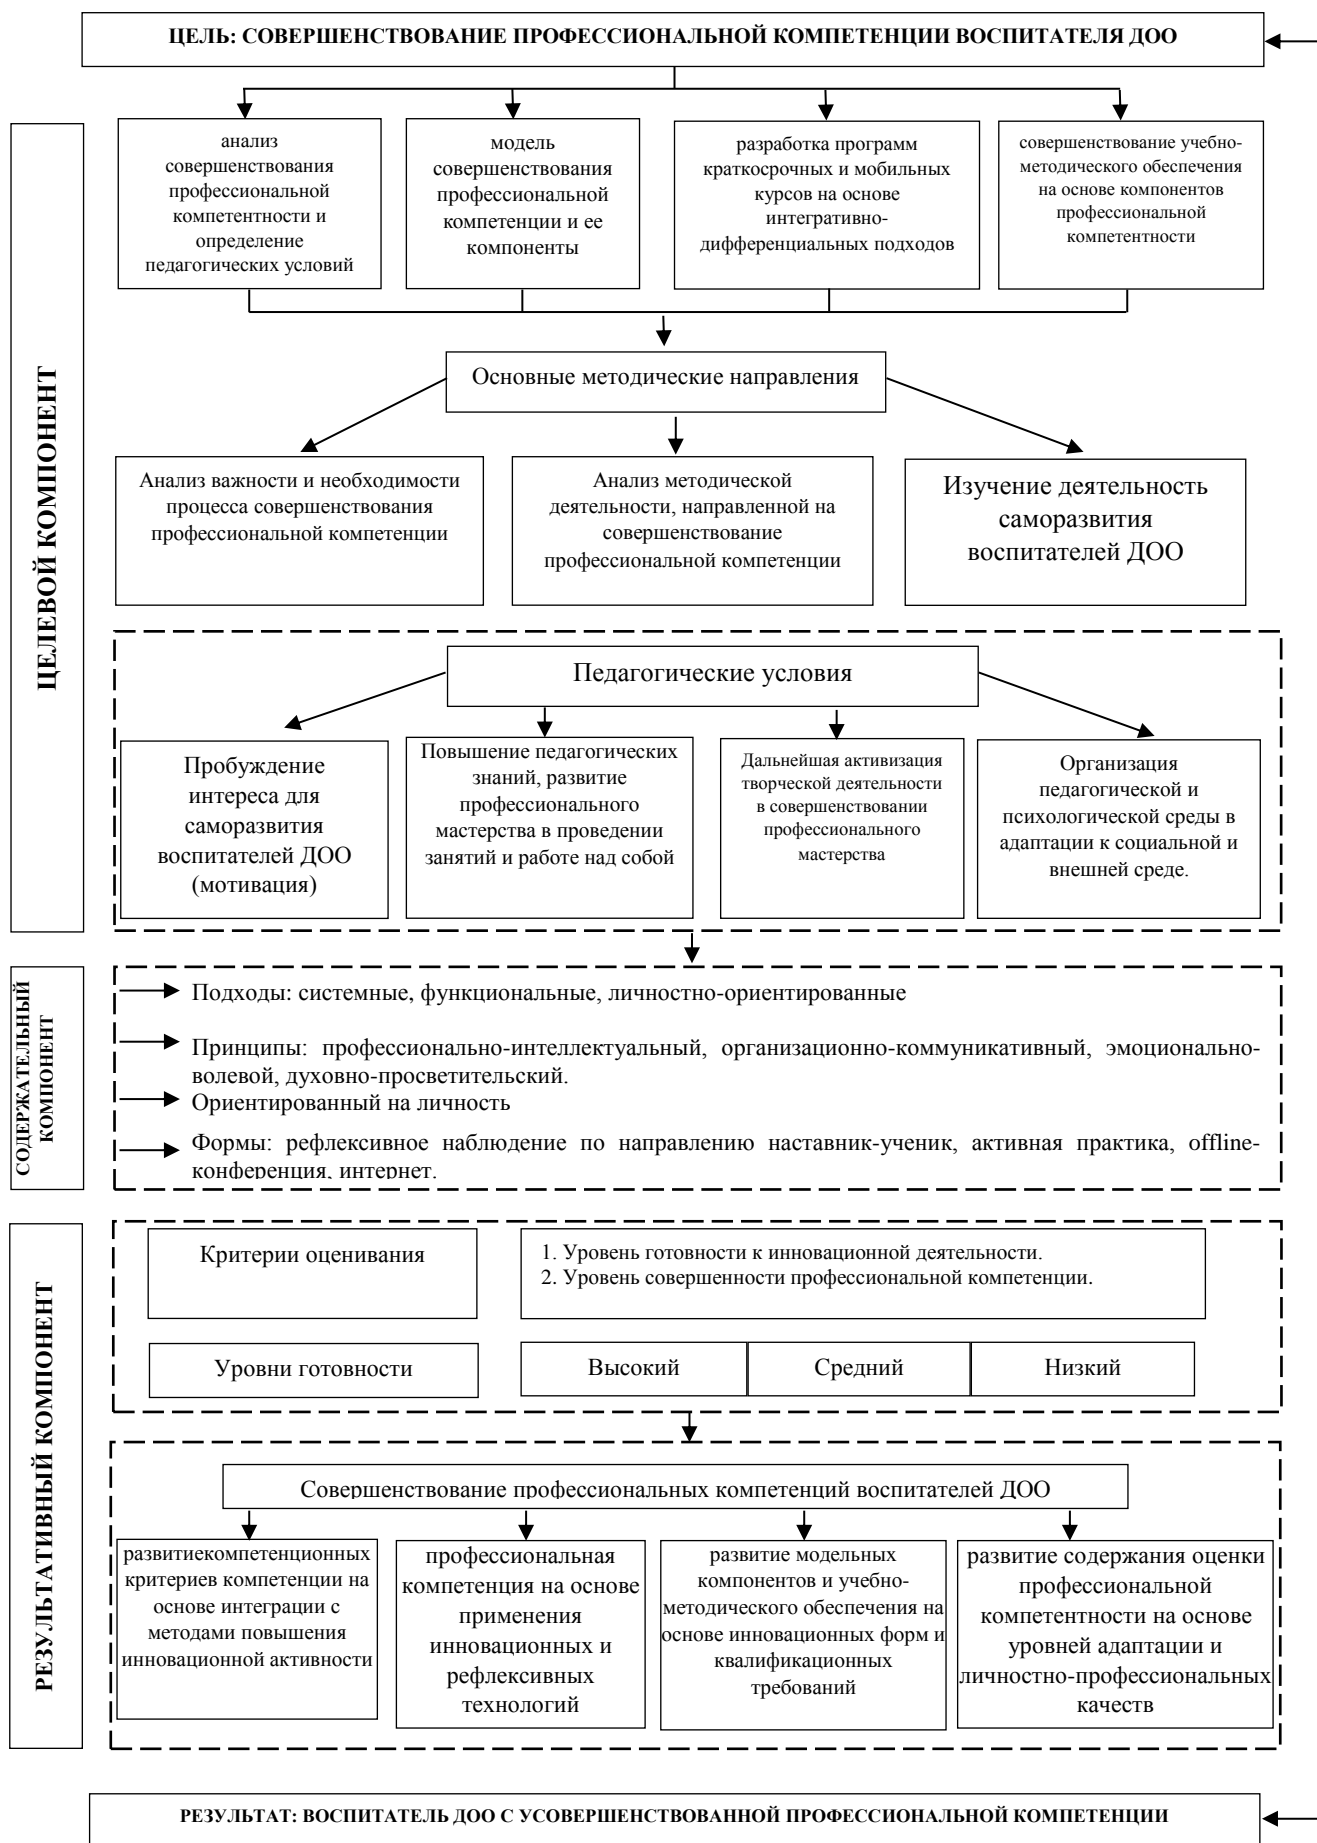 ЦЕЛЬ: СОВЕРШЕНСТВОВАНИЕ ПРОФЕССИОНАЛЬНОЙ КОМПЕТЕНЦИИ ВОСПИТАТЕЛЯ ДОО
ЦЕЛЕВОЙ КОМПОНЕНТ
анализ
совершенствования
профессиональной
компетентности и
определение
педагогических условий
модель
совершенствования
профессиональной
компетенции и ее
компоненты
разработка программ
краткосрочных и мобильных
курсов на основе
интегративно-
дифференциальных подходов
совершенствование учебно-
методического обеспечения
на основе компонентов
профессиональной
компетентности
Основные методические направления
Анализ важности и необходимости
процесса совершенствования
профессиональной компетенции
Анализ методической
деятельности, направленной на
совершенствование
профессиональной компетенции
Изучение деятельность
саморазвития
воспитателей ДОО
Педагогические условия
Пробуждение
интереса для
саморазвития
воспитателей ДОО
(мотивация)
Повышение педагогических
знаний, развитие
профессионального
мастерства в проведении
занятий и работе над собой
Дальнейшая активизация
творческой деятельности
в совершенствовании
профессионального
мастерства
Организация
педагогической и
психологической среды в
адаптации к социальной и
внешней среде.
СОДЕРЖАТЕЛЬНЫЙ
КОМПОНЕНТ
Подходы: системные, функциональные, личностно-ориентированные
Принципы: профессионально-интеллектуальный, организационно-коммуникативный, эмоционально-
волевой, духовно-просветительский.
Ориентированный на личность
Формы: рефлексивное наблюдение по направлению наставник-ученик, активная практика, offline-
конференция, интернет.
РЕЗУЛЬТАТИВНЫЙ КОМПОНЕНТ
Критерии оценивания
1. Уровень готовности к инновационной деятельности.
2. Уровень совершенности профессиональной компетенции.
Уровни готовности
Высокий
Средний
Низкий
Совершенствование профессиональных компетенций воспитателей ДОО
развитиекомпетенционных
критериев компетенции на
основе интеграции с
методами повышения
инновационной активности
профессиональная
компетенция на основе
применения
инновационных и
рефлексивных
технологий
развитие модельных
компонентов и учебно-
методического обеспечения на
основе инновационных форм и
квалификационных
требований
развитие содержания оценки
профессиональной
компетентности на основе
уровней адаптации и
личностно-профессиональных
качеств
РЕЗУЛЬТАТ: ВОСПИТАТЕЛЬ ДОО С УСОВЕРШЕНСТВОВАННОЙ ПРОФЕССИОНАЛЬНОЙ КОМПЕТЕНЦИИ